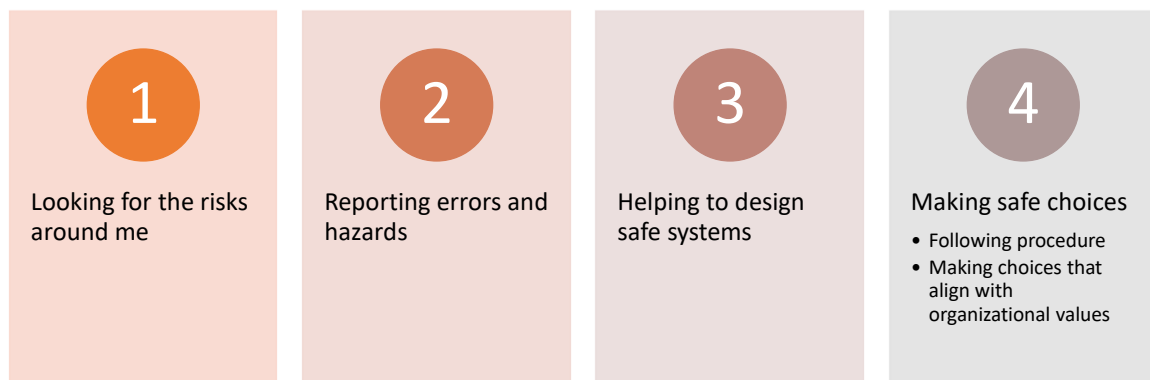 1
Looking for the risks
around me
2
Reporting errors and
hazards
3
Helping to design
safe systems
4
Making safe choices
• Following procedure
• Making choices that
align with
organizational values